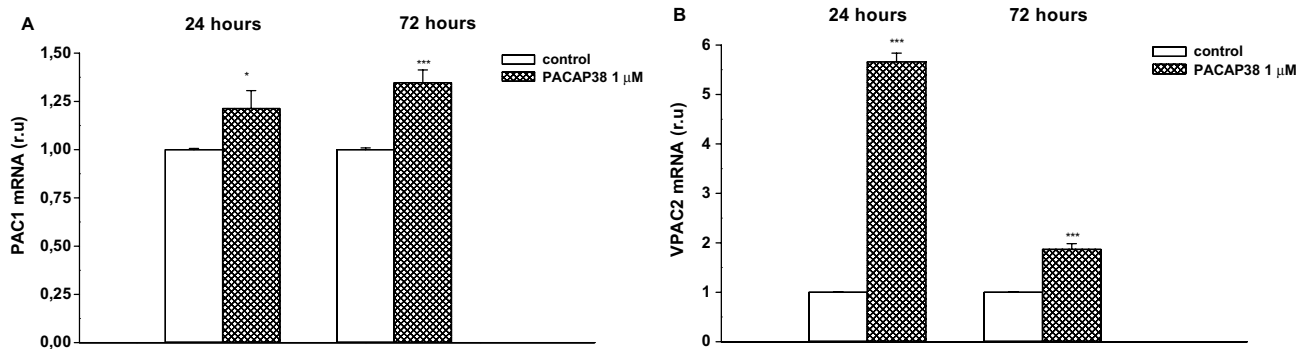 A
24 hours
72 hours
PAC1 mRNA (r.u)
1,50
1,25
1,00
0,75
0,50
0,25
0,00
*
***
control
PACAP38 1 μM
B
24 hours
72 hours
VPAC2 mRNA (r.u)
6
5
4
3
2
1
0
***
***
control
PACAP38 1 μM